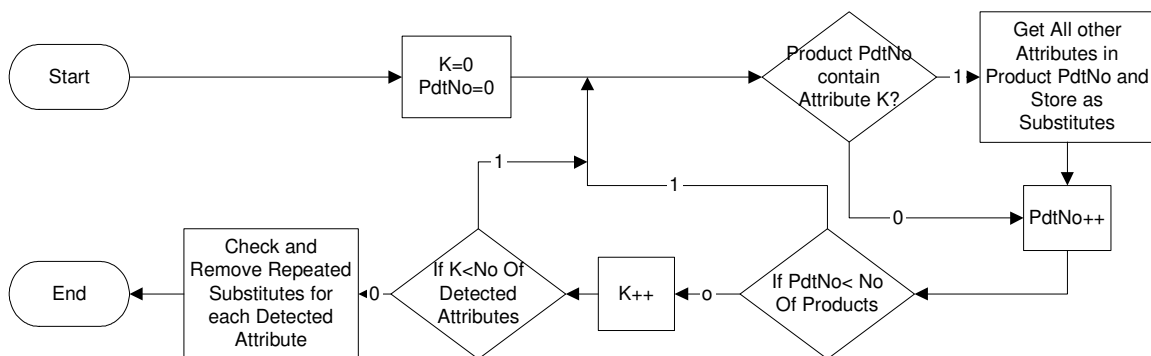 Start
K=0
PdtNo=0
Product PdtNo
contain
Attribute K?
1
Get All other
Attributes in
Product PdtNo and
Store as
Substitutes
0
PdtNo++
1
1
If PdtNo< No
Of Products
o
K++
If K<No Of
Detected
Attributes
0
Check and
Remove Repeated
Substitutes for
each Detected
Attribute
End